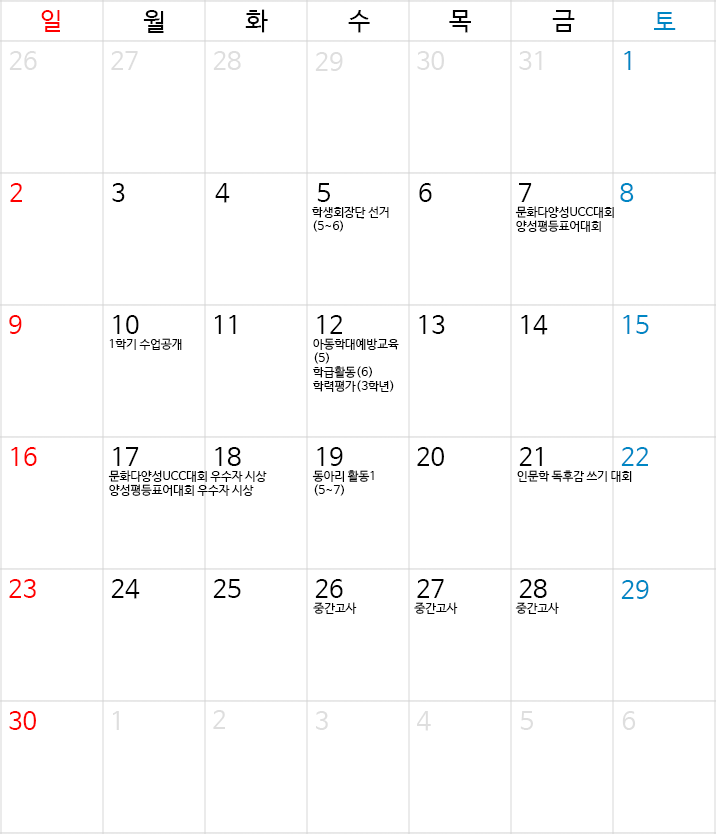 일 월 화 수 목 금 토
26 27 28 29 30 31 1
2 3 4 5 6 7 8
학생회장단 선거
(5~6)
문화다양성UCC대회
양성평등표어대회
9 10 11 12 13 14 15
1학기 수업공개
아동학대예방교육
(5)
학급활동(6)
학력평가(3학년)
16 17 18 19 20 21 22
문화다양성UCC대회 우수자 시상
양성평등표어대회 우수자 시상
동아리 활동1
(5~7)
인문학 독후감 쓰기 대회
23 24 25 26 27 28 29
중간고사
중간고사
중간고사
30 1 2 3 4 5 6